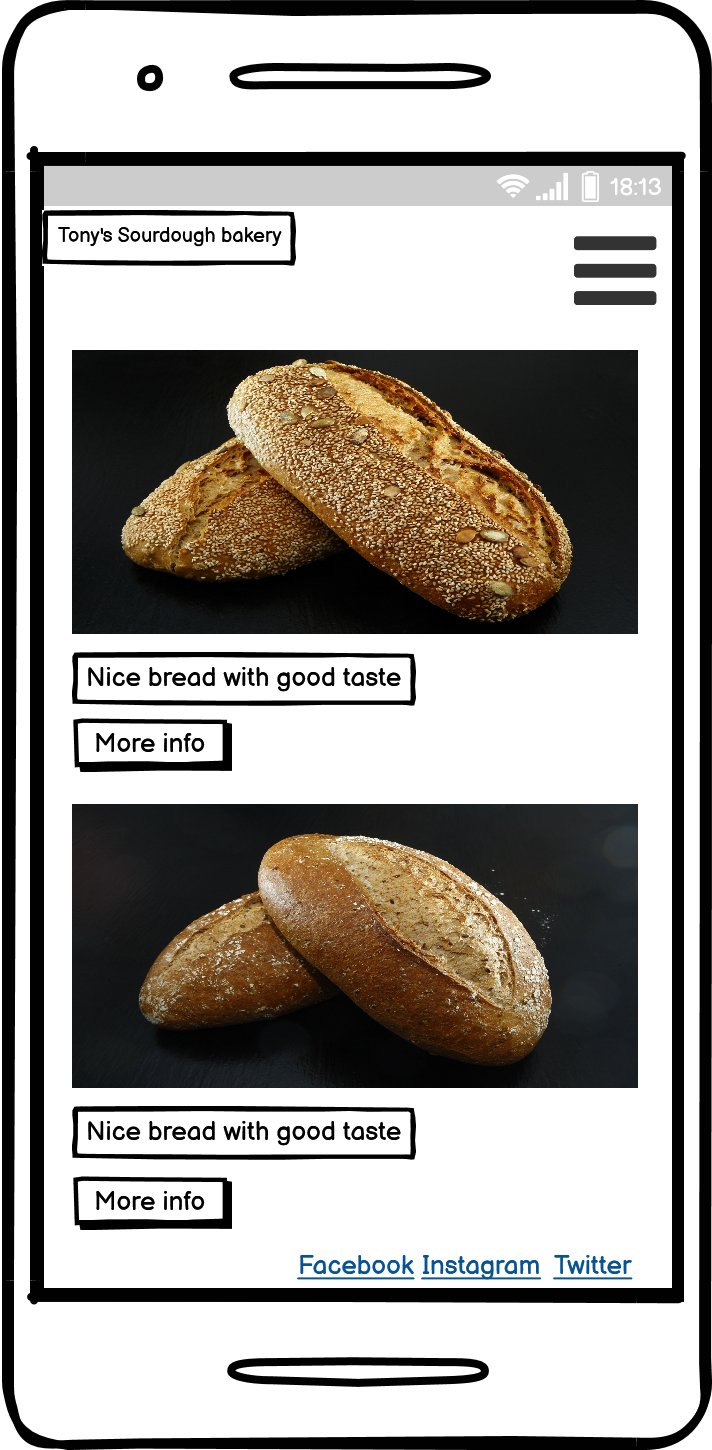 18:13
Tony's Sourdough bakery
Nice bread with good taste
More info
Nice bread with good taste
More info
Facebook Instagram Twitter